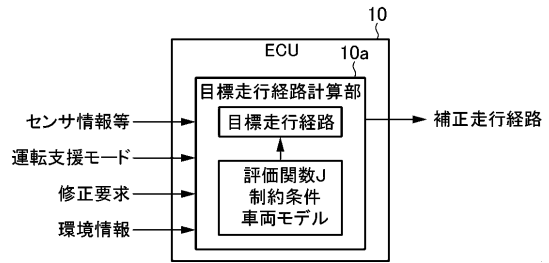 10
ECU
10a
目標走行経路計算部
センサ情報等
目標走行経路
補正走行経路
運転支援モード
評価関数J
修正要求
制約条件
車両モデル
環境情報